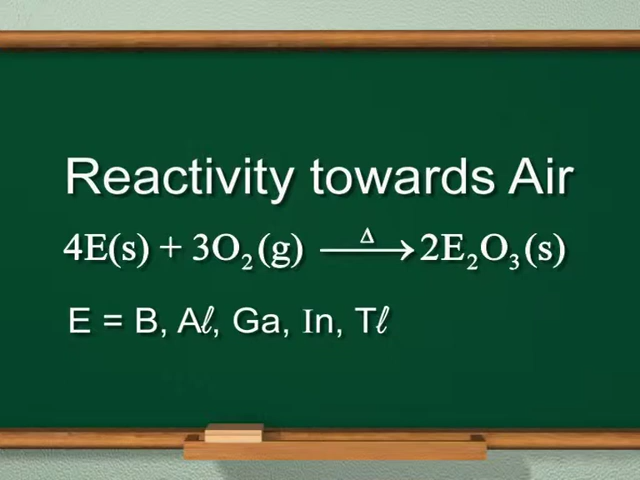 Reactivity towards Air
4E(s) + 3O₂(g) —Δ→ 2E₂O₃(s)
E = B, Aℓ, Ga, In, Tℓ